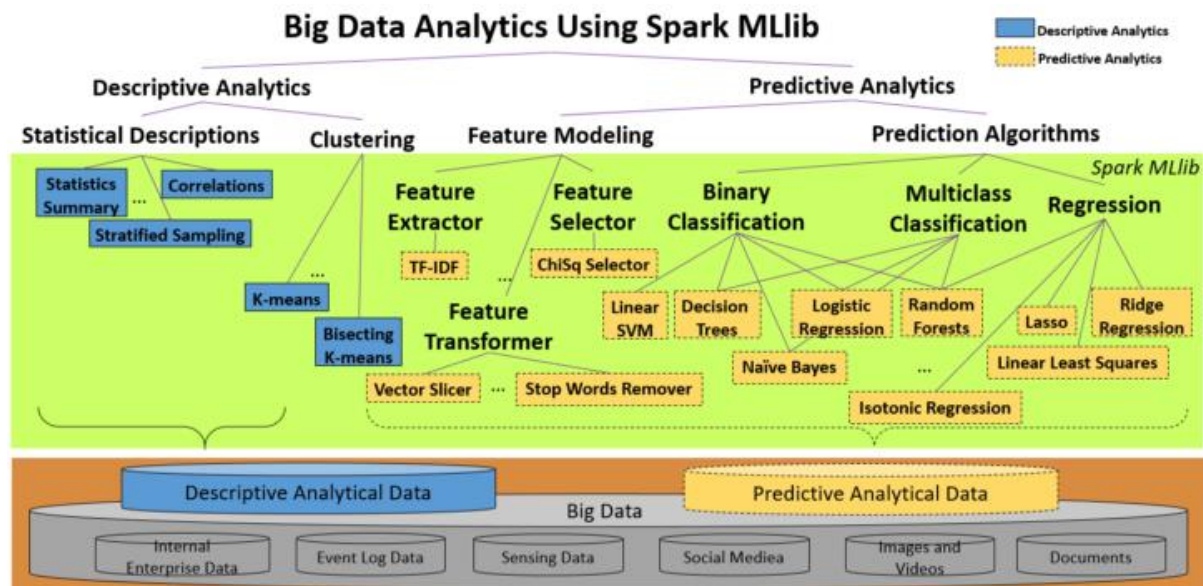 Big Data Analytics Using Spark MLlib
Descriptive Analytics
Predictive Analytics
Descriptive Analytics
Predictive Analytics
Statistical Descriptions
Clustering
Feature Modeling
Prediction Algorithms
Spark MLlib
Statistics
Summary
...
Correlations
Stratified Sampling
...
K-means
Bisecting
K-means
Feature
Extractor
TF-IDF
...
Feature
Selector
ChiSq Selector
Feature
Transformer
Vector Slicer
...
Stop Words Remover
Binary
Classification
Multiclass
Classification
Regression
Linear
SVM
Decision
Trees
Logistic
Regression
Random
Forests
Lasso
Ridge
Regression
Naïve Bayes
...
Linear Least Squares
Isotonic Regression
Descriptive Analytical Data
Predictive Analytical Data
Big Data
Internal
Enterprise Data
Event Log Data
Sensing Data
Social Mediea
Images and
Videos
Documents